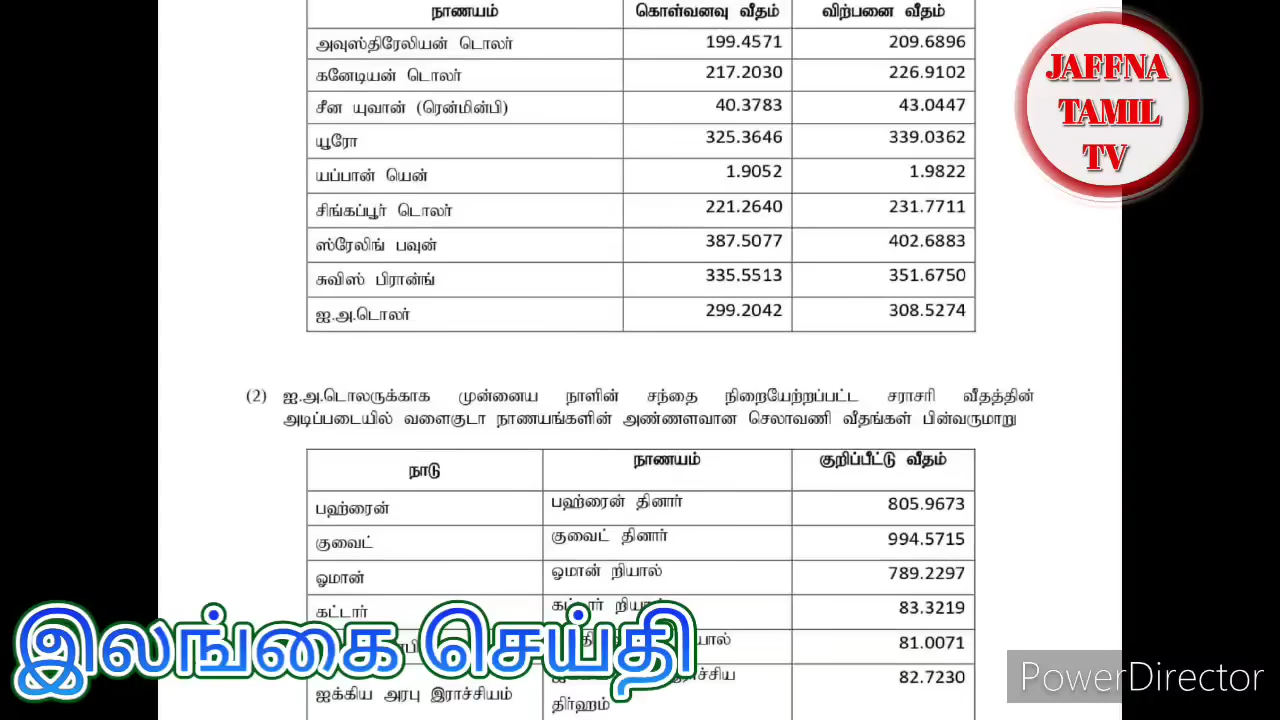 நாணயம் கொள்வனவு வீதம் விற்பனை வீதம்
அவுஸ்திரேலியன் டொலர் 199.4571 209.6896
கனேடியன் டொலர் 217.2030 226.9102
சீன யுவான் (ரென்மின்பி) 40.3783 43.0447
யூரோ 325.3646 339.0362
யப்பான் யென் 1.9052 1.9822
சிங்கப்பூர் டொலர் 221.2640 231.7711
ஸ்ரேலிங் பவுன் 387.5077 402.6883
சுவிஸ் பிராங்ங் 335.5513 351.6750
ஐ.அ.டொலர் 299.2042 308.5274
JAFFNA
TAMIL
TV
(2) ஐ.அ.டொலருக்காக முன்னைய நாளின் சந்தை நிறையேற்றப்பட்ட சராசரி வீதத்தின்
அடிப்படையில் வளைகுடா நாணயங்களின் அண்ணளவான செலாவணி வீதங்கள் பின்வருமாறு
நாடு நாணயம் குறிப்பீட்டு வீதம்
பஹ்ரைன் பஹ்ரைன் தினார் 805.9673
குவைட் குவைட் தினார் 994.5715
ஓமான் ஓமான் றியால் 789.2297
கட்டார் கட்டார் றியால் 83.3219
81.0071
ஐக்கிய அரபு இராச்சியம் 82.7230
திர்ஹம்
இலங்கை செய்தி
PowerDirector